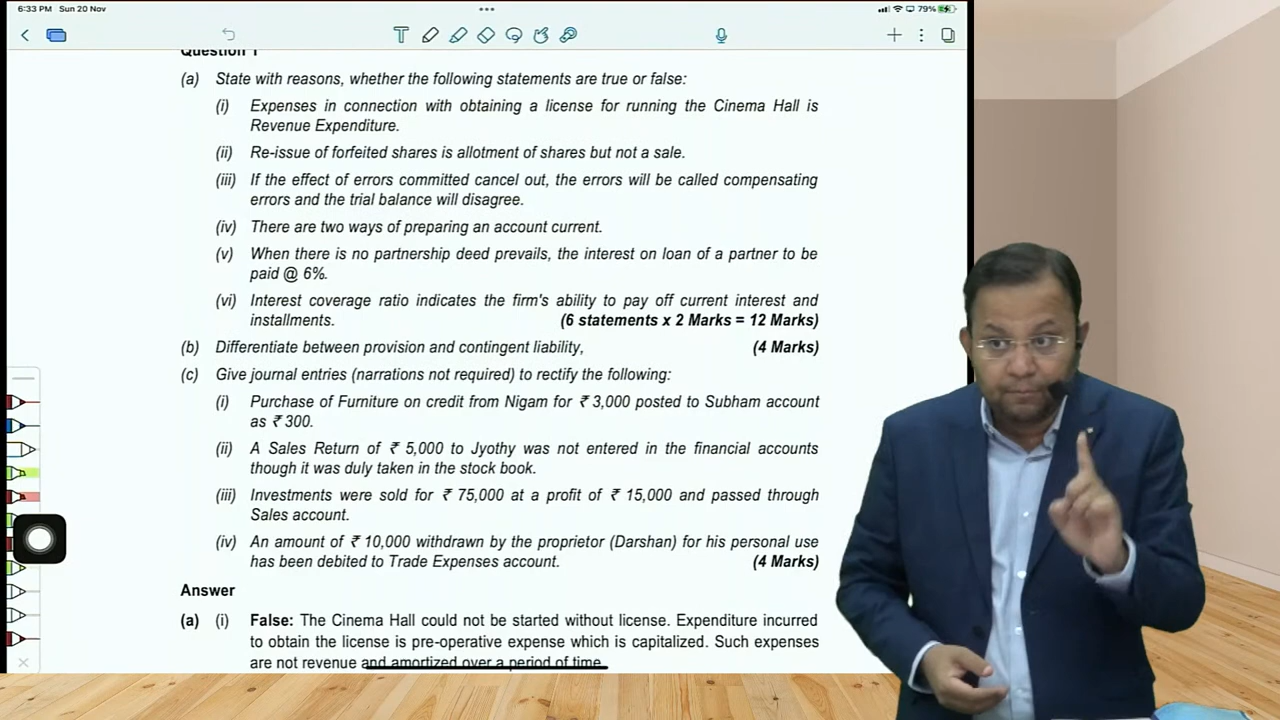 6:33 PM Sun 20 Nov
79%
Question 1
(a) State with reasons, whether the following statements are true or false:
(i) Expenses in connection with obtaining a license for running the Cinema Hall is
Revenue Expenditure.
(ii) Re-issue of forfeited shares is allotment of shares but not a sale.
(iii) If the effect of errors committed cancel out, the errors will be called compensating
errors and the trial balance will disagree.
(iv) There are two ways of preparing an account current.
(v) When there is no partnership deed prevails, the interest on loan of a partner to be
paid @ 6%.
(vi) Interest coverage ratio indicates the firm's ability to pay off current interest and
installments. (6 statements x 2 Marks = 12 Marks)
(b) Differentiate between provision and contingent liability, (4 Marks)
(c) Give journal entries (narrations not required) to rectify the following:
(i) Purchase of Furniture on credit from Nigam for ₹ 3,000 posted to Subham account
as ₹ 300.
(ii) A Sales Return of ₹ 5,000 to Jyothy was not entered in the financial accounts
though it was duly taken in the stock book.
(iii) Investments were sold for ₹ 75,000 at a profit of ₹ 15,000 and passed through
Sales account.
(iv) An amount of ₹ 10,000 withdrawn by the proprietor (Darshan) for his personal use
has been debited to Trade Expenses account. (4 Marks)
Answer
(a) (i) False: The Cinema Hall could not be started without license. Expenditure incurred
to obtain the license is pre-operative expense which is capitalized. Such expenses
are not revenue and amortized over a period of time.